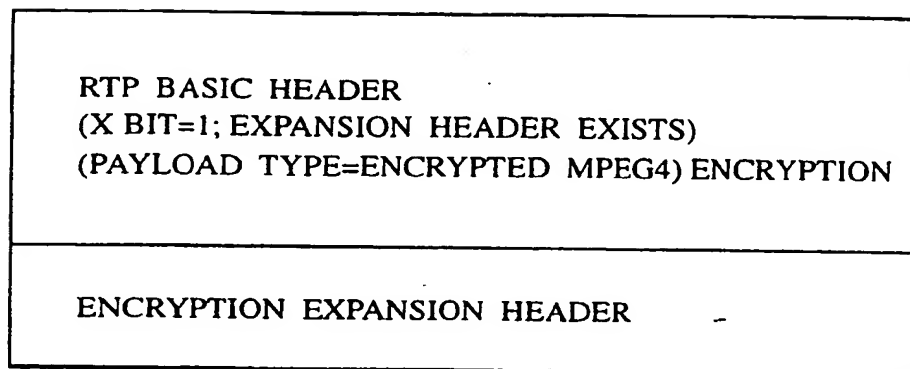 RTP BASIC HEADER
(X BIT=1; EXPANSION HEADER EXISTS)
(PAYLOAD TYPE=ENCRYPTED MPEG4) ENCRYPTION
ENCRYPTION EXPANSION HEADER